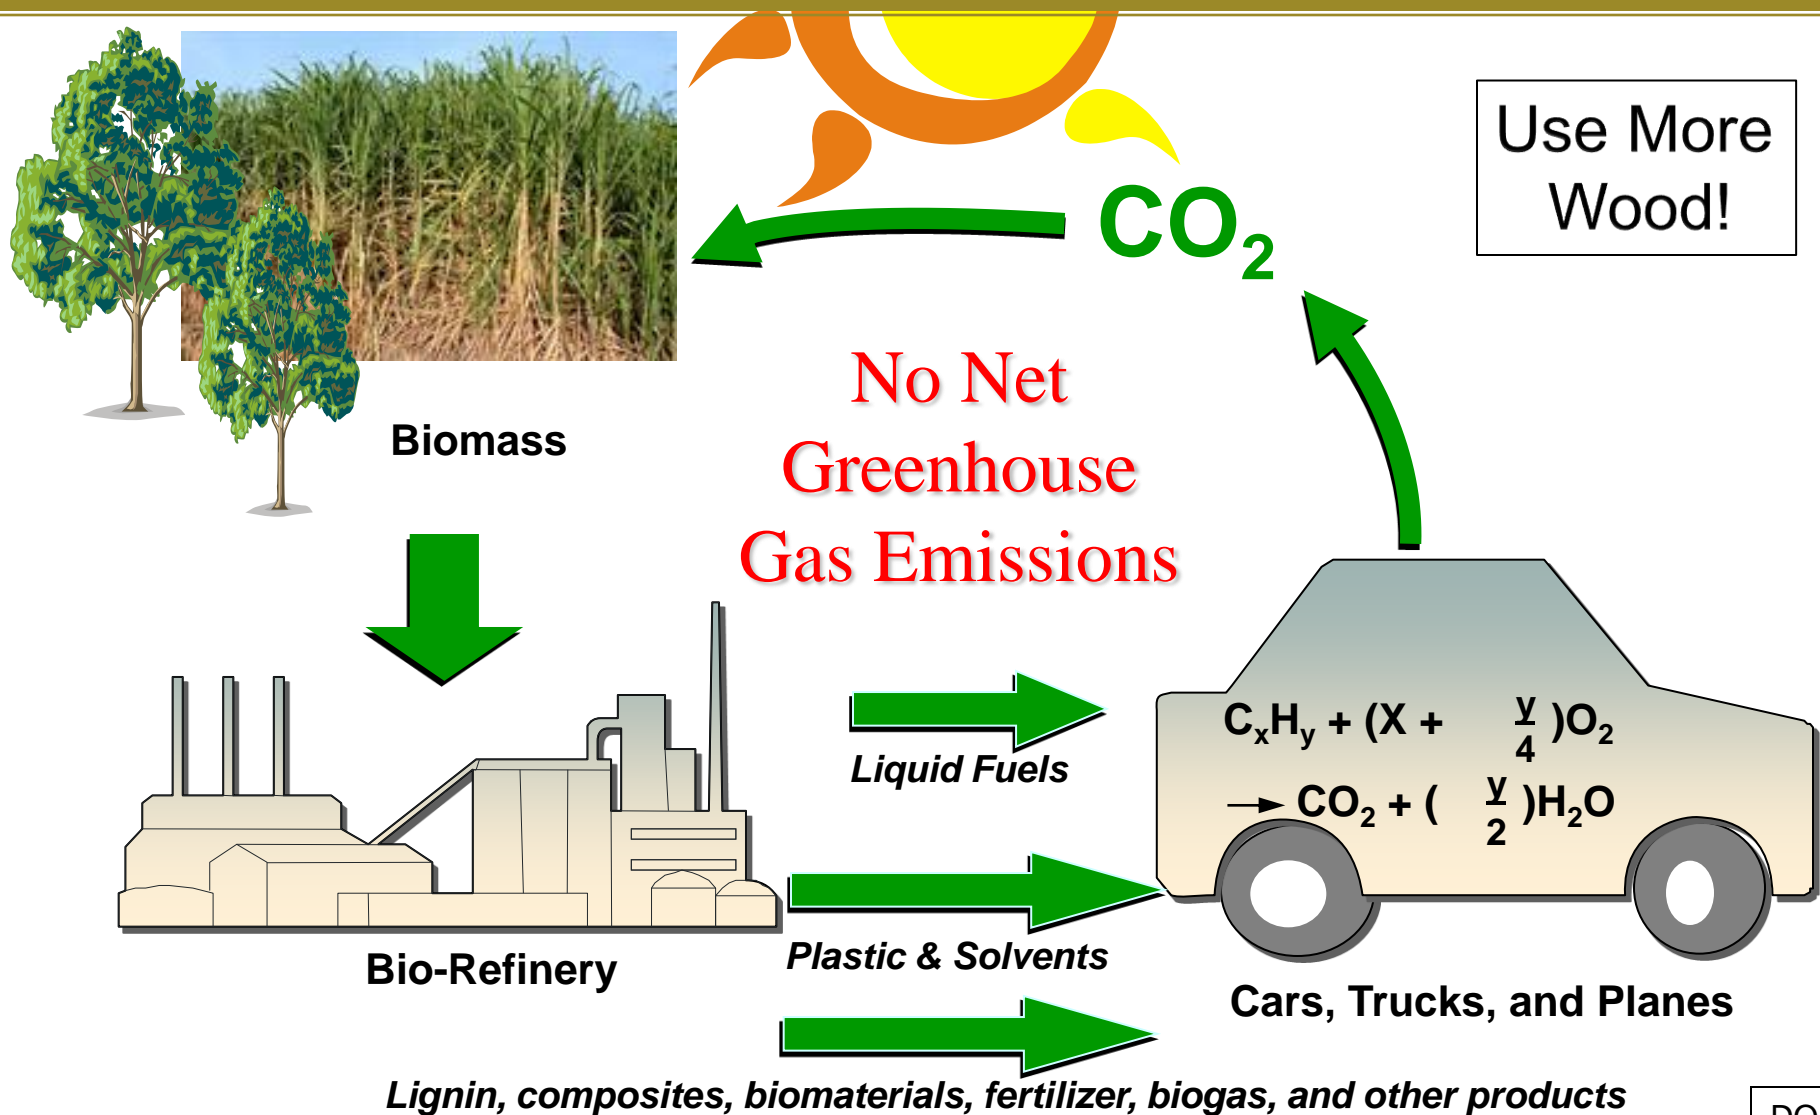 Use More
Wood!
CO₂
No Net
Greenhouse
Gas Emissions
Biomass
CₓHᵧ + (X + y/4 )O₂
→ CO₂ + ( y/2 )H₂O
Liquid Fuels
Plastic & Solvents
Bio-Refinery
Cars, Trucks, and Planes
Lignin, composites, biomaterials, fertilizer, biogas, and other products